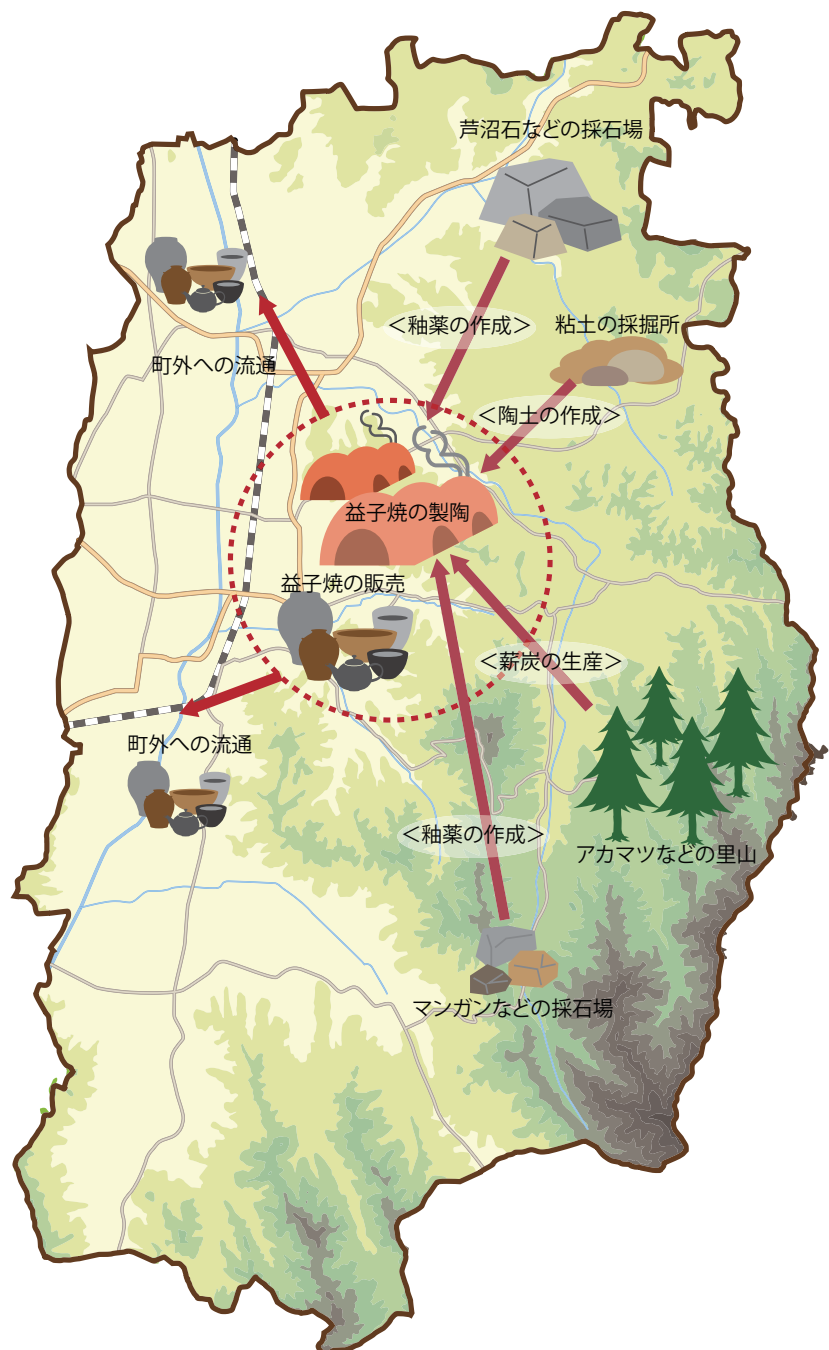 芦沼石などの採石場
＜釉薬の作成＞
粘土の採掘所
町外への流通
＜陶土の作成＞
益子焼の製陶
益子焼の販売
＜薪炭の生産＞
町外への流通
＜釉薬の作成＞
アカマツなどの里山
マンガンなどの採石場